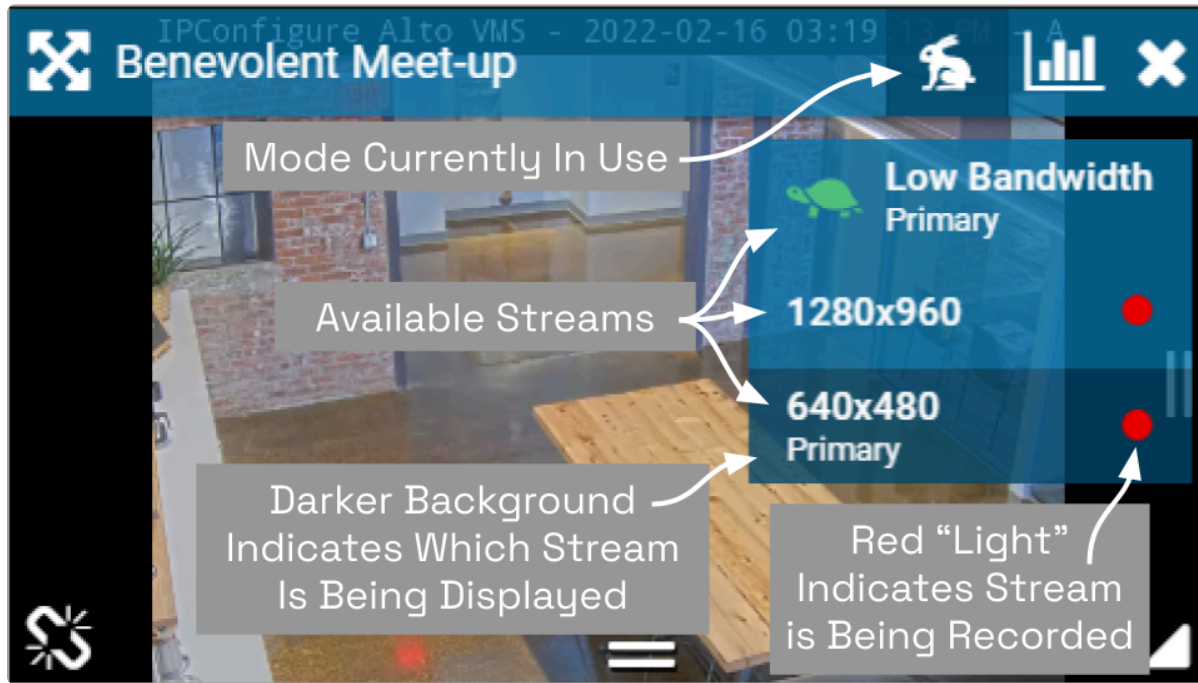 IPConfigure Alto VMS - 2022-02-16 03:19:13 PM - A
Benevolent Meet-up
Mode Currently In Use
Low Bandwidth
Primary
Available Streams
1280x960
640x480
Primary
Darker Background
Indicates Which Stream
Is Being Displayed
Red “Light”
Indicates Stream
is Being Recorded